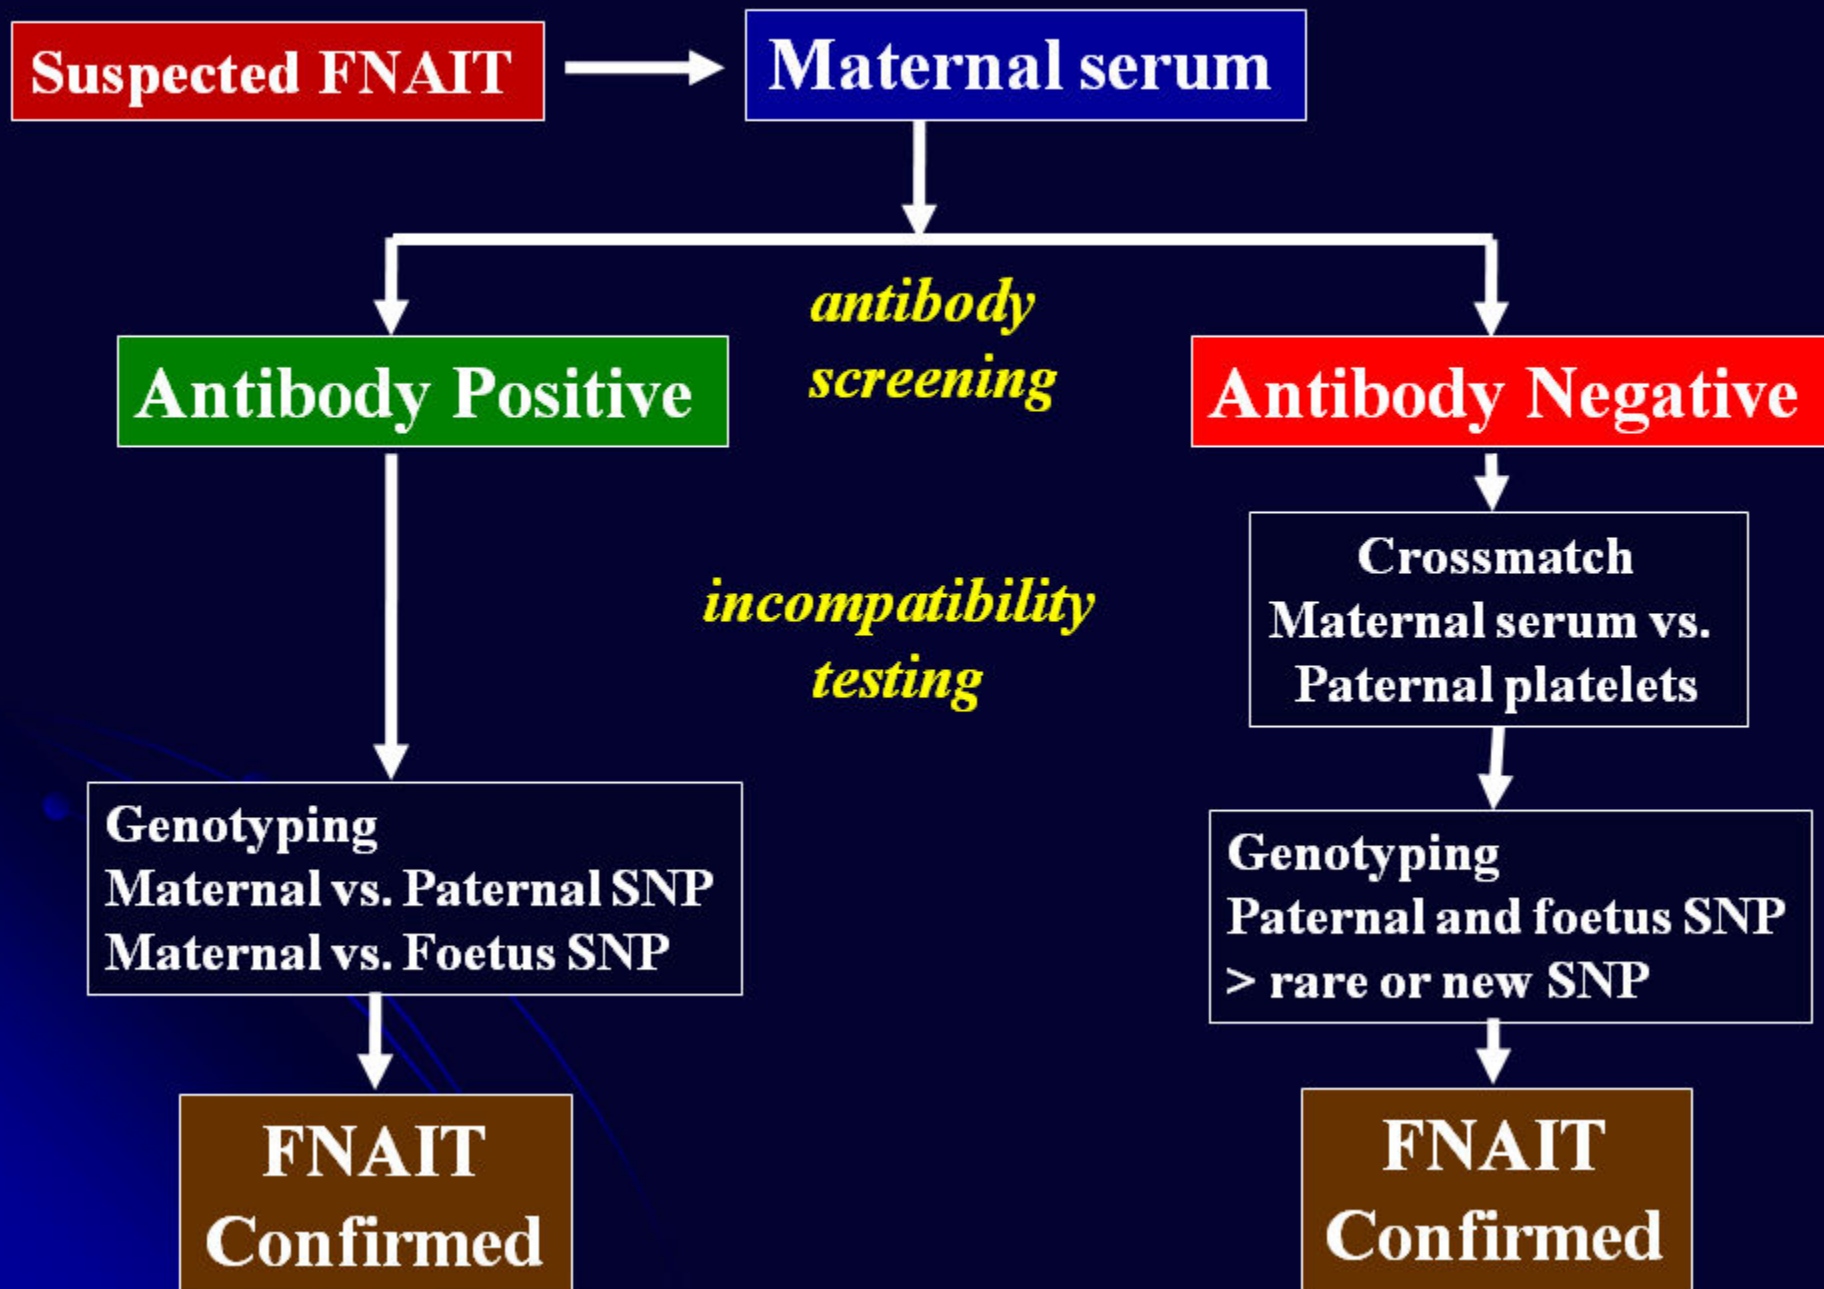 Suspected FNAIT
Maternal serum
antibody
screening
Antibody Positive
Antibody Negative
Crossmatch
Maternal serum vs.
Paternal platelets
incompatibility
testing
Genotyping
Maternal vs. Paternal SNP
Maternal vs. Foetus SNP
Genotyping
Paternal and foetus SNP
> rare or new SNP
FNAIT
Confirmed
FNAIT
Confirmed